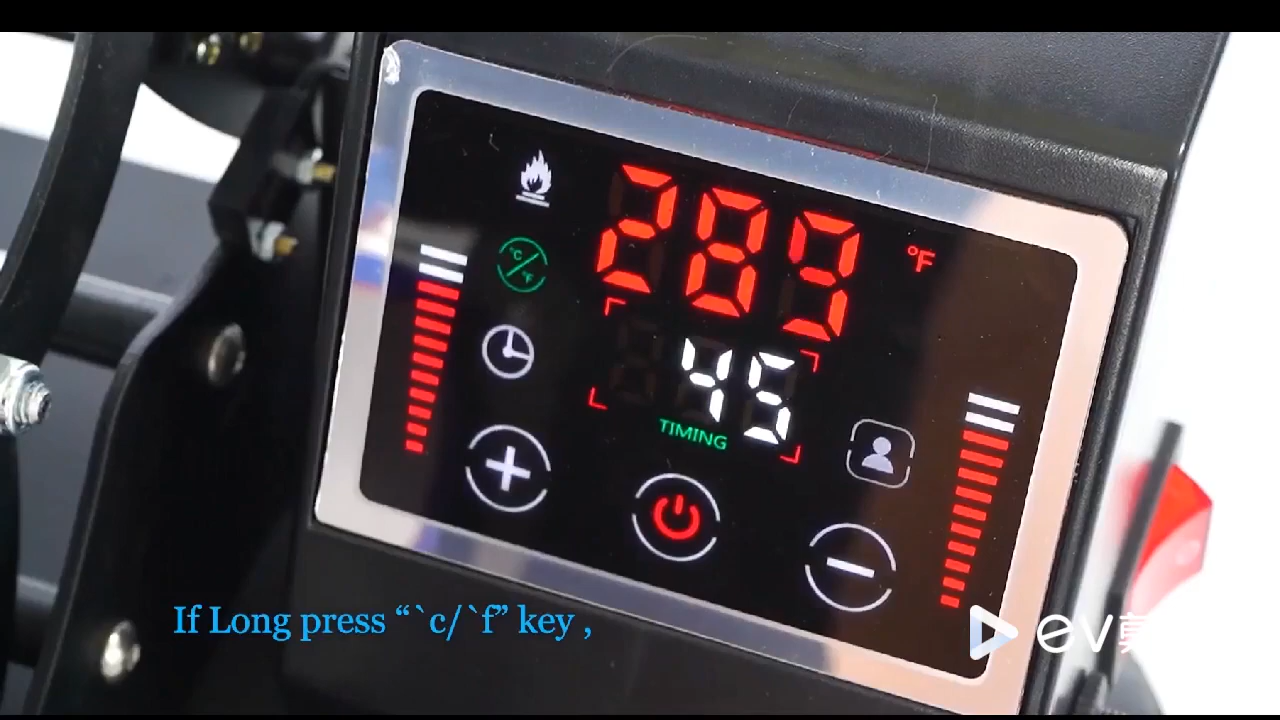 289
°F
°C
°F
45
TIMING
If Long press “`c/`f” key ,
ev